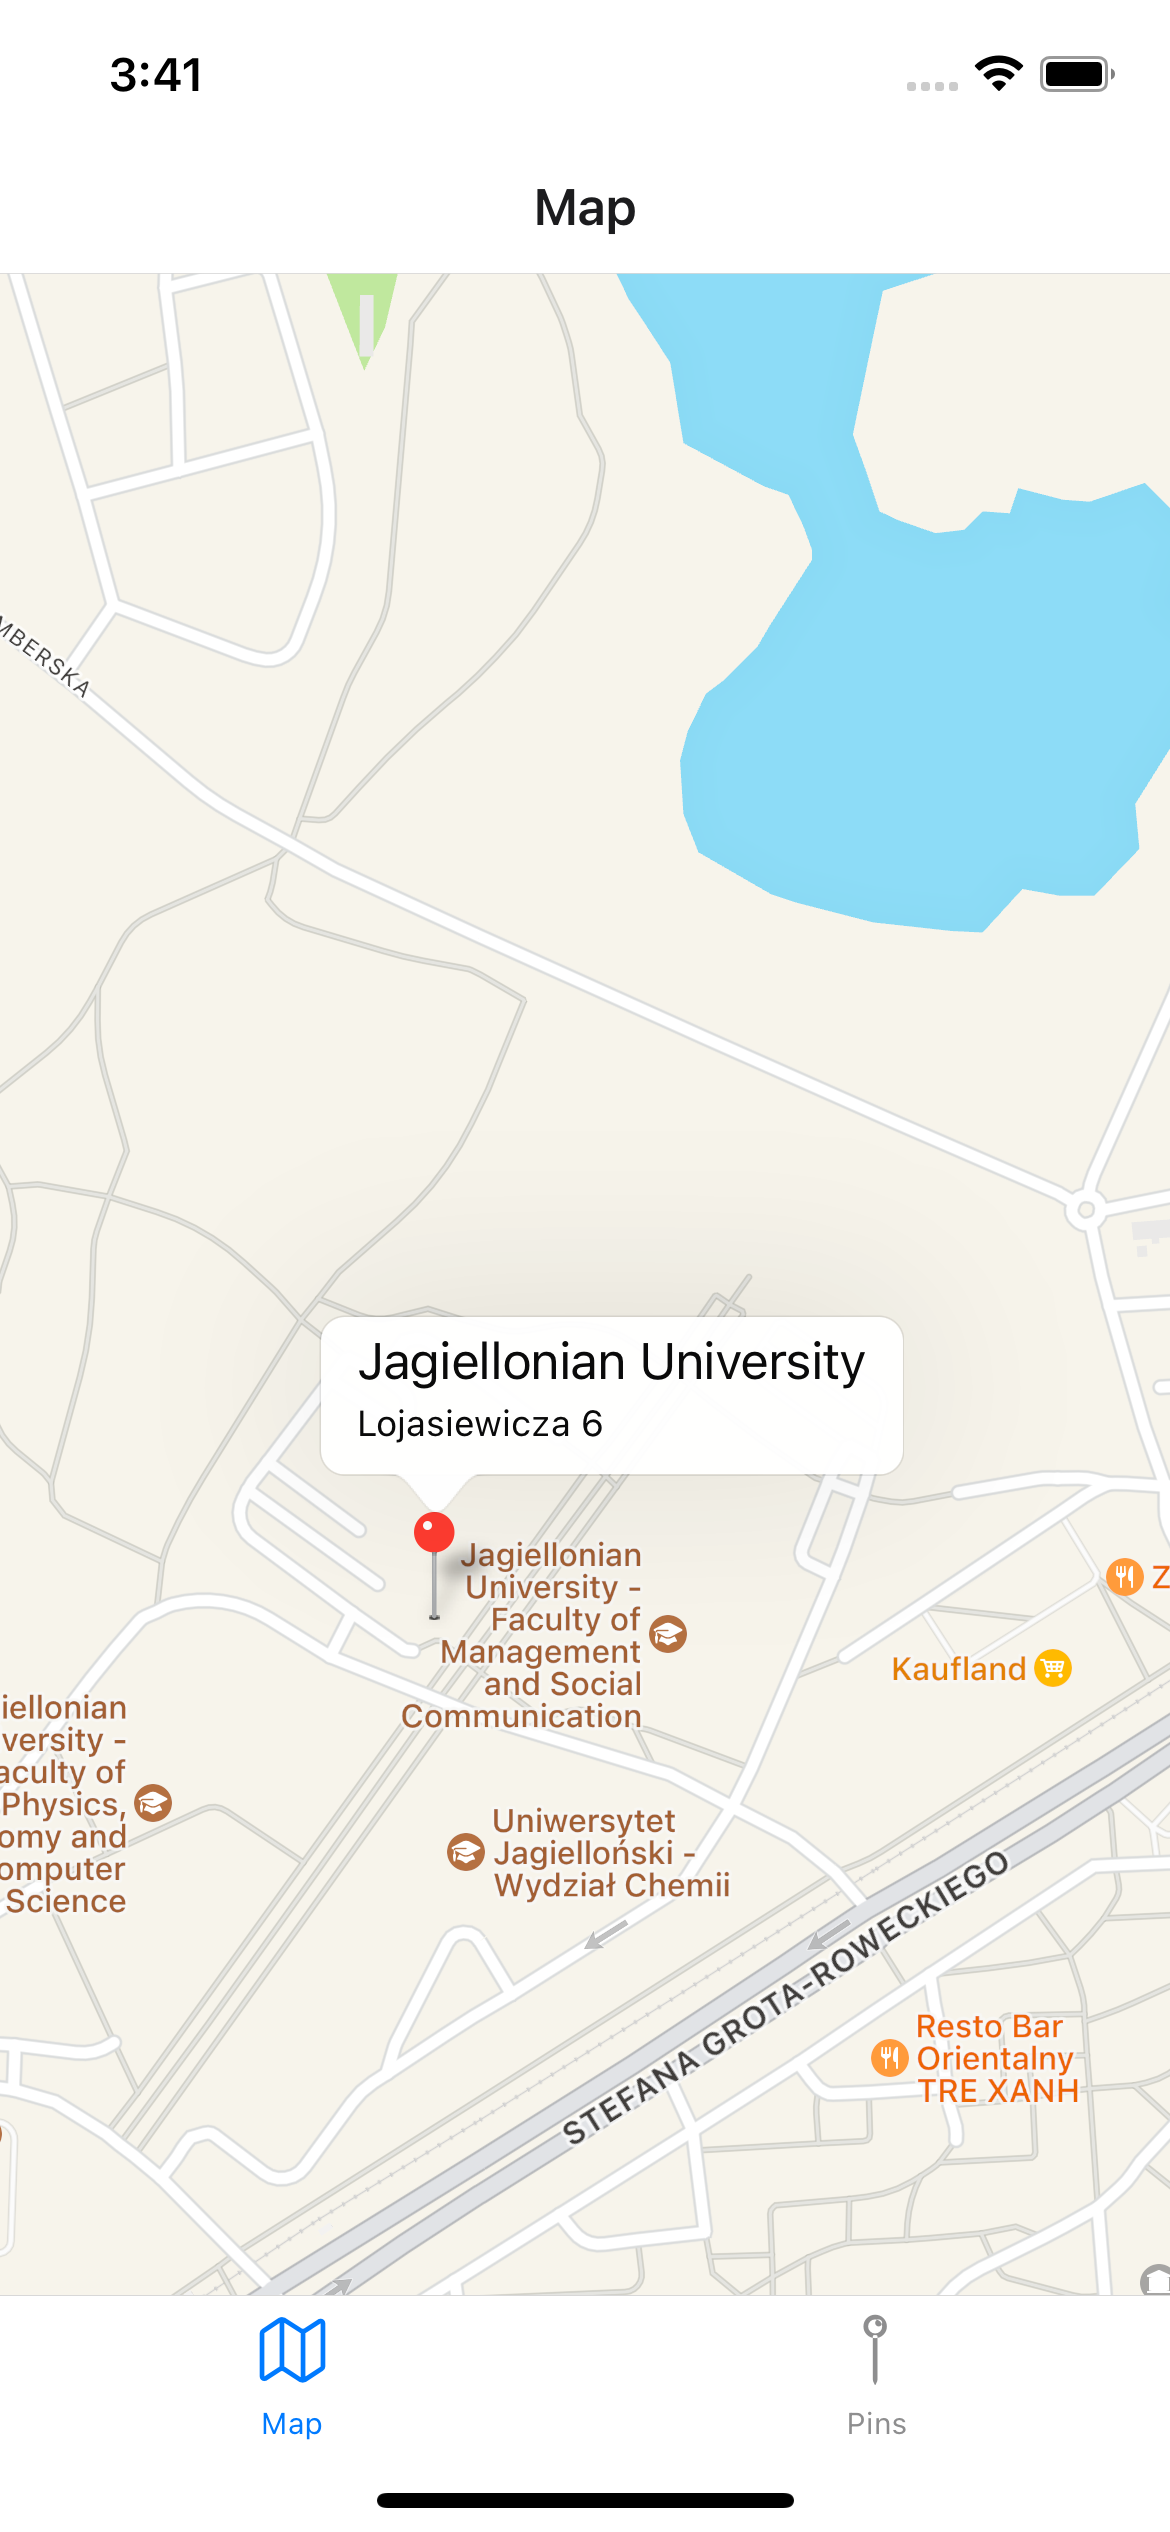 3:41
Map
MBERSKA
Jagiellonian University
Lojasiewicza 6
Jagiellonian
University -
Faculty of
Management
and Social
Communication
Z
Kaufland
iellonian
versity -
aculty of
Physics,
omy and
omputer
Science
Uniwersytet
Jagielloński -
Wydział Chemii
STEFANA GROTA-ROWECKIEGO
Resto Bar
Orientalny
TRE XANH
Map
Pins